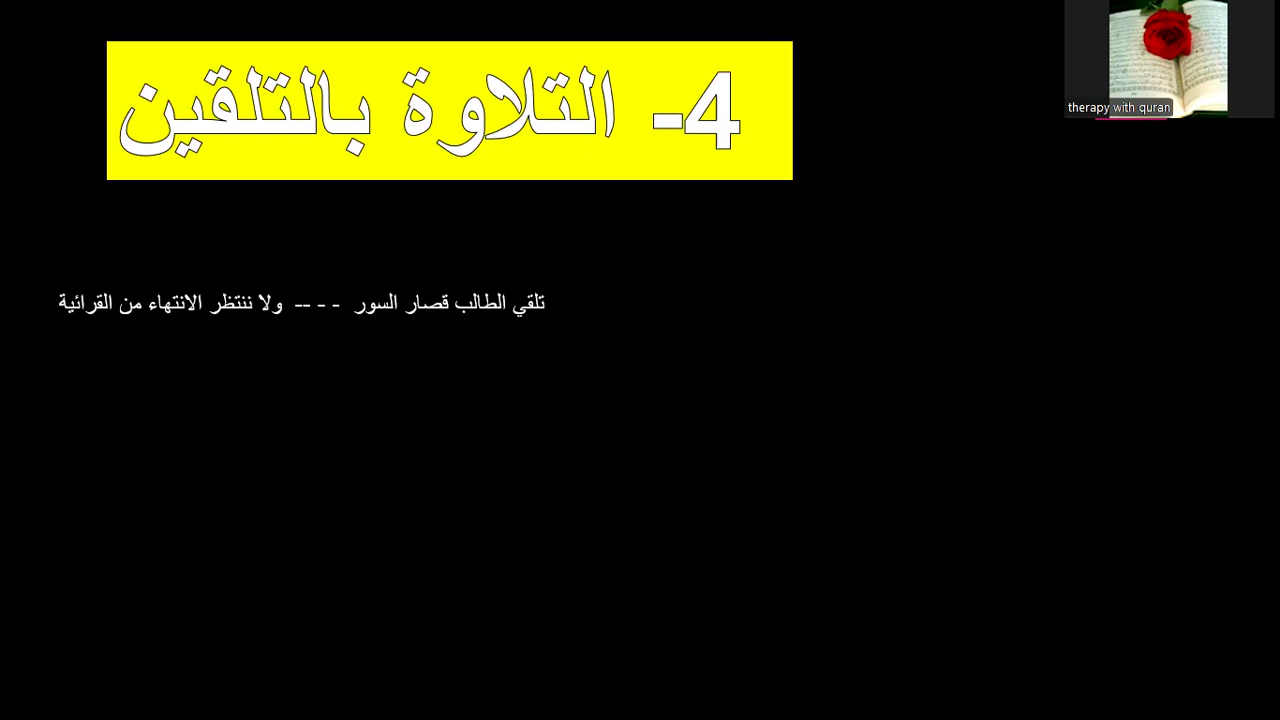 4- التلاوة بالتلقين
تلقي الطالب قصار السور - - -- ولا ننتظر الانتهاء من القرائية
therapy with quran